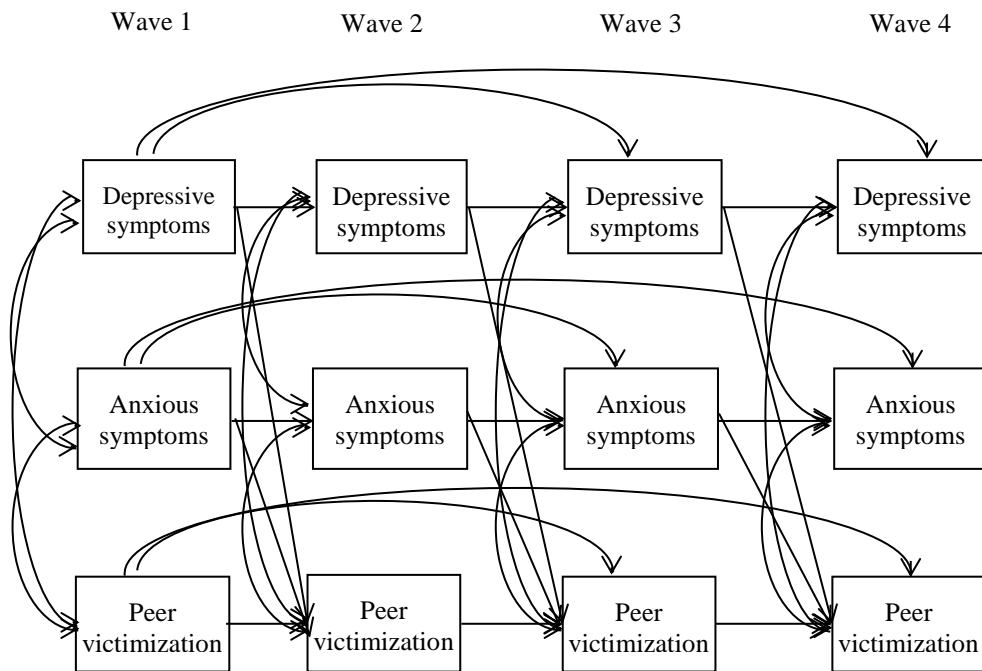 Wave 1
Wave 2
Wave 3
Wave 4
Depressive
symptoms
Depressive
symptoms
Depressive
symptoms
Depressive
symptoms
Anxious
symptoms
Anxious
symptoms
Anxious
symptoms
Anxious
symptoms
Peer
victimization
Peer
victimization
Peer
victimization
Peer
victimization